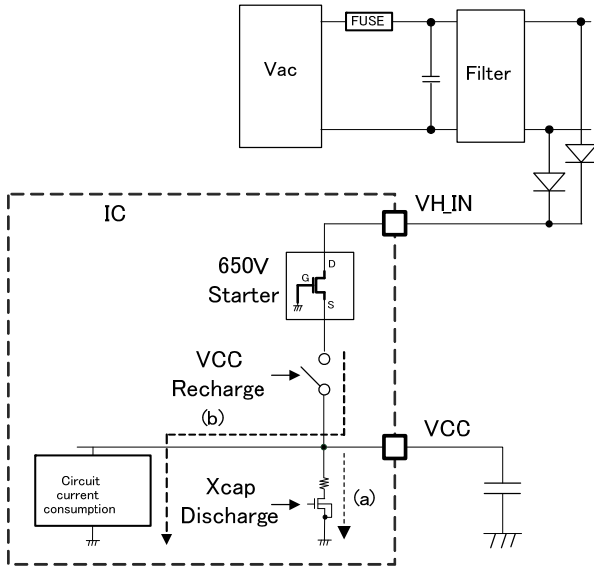 FUSE
Vac
Filter
IC
VH_IN
650V
Starter
D
G
S
VCC
Recharge
(b)
VCC
Circuit
current
consumption
Xcap
Discharge
(a)